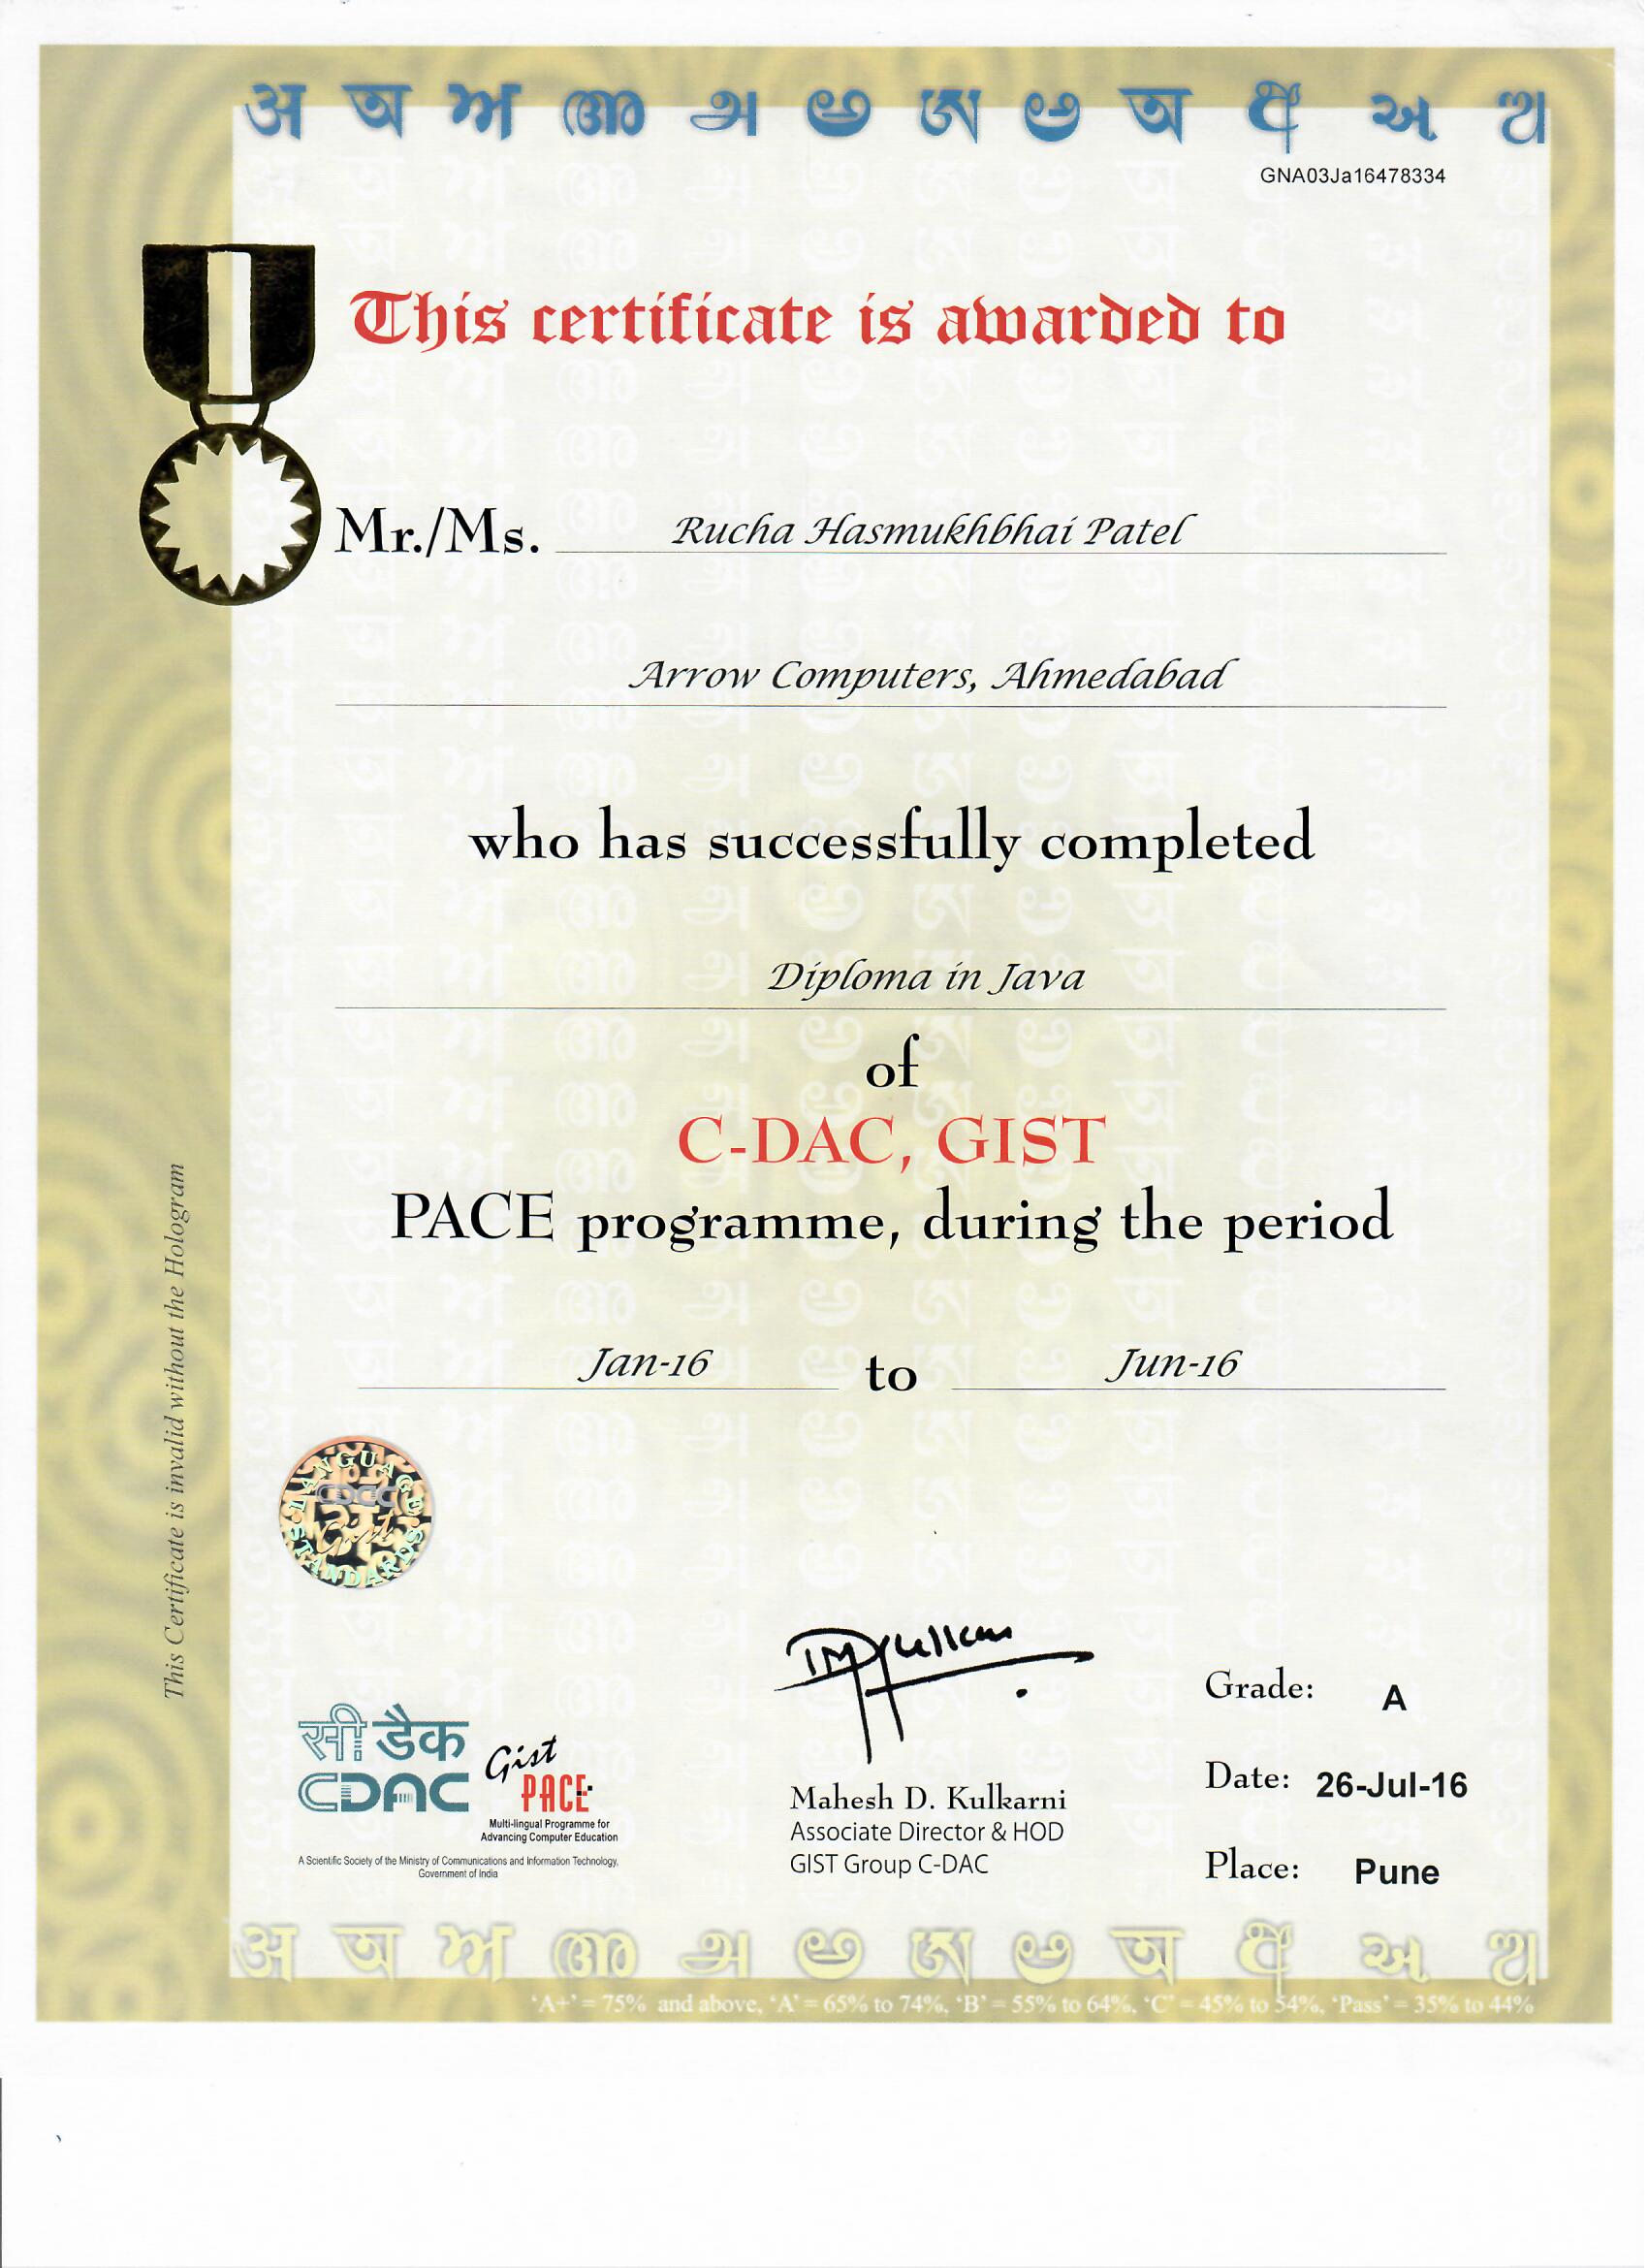 अ অ ਅ അ அ అ ঌ ಅ অ අ અ ଅ
GNA03Ja16478334
This certificate is awarded to
Mr./Ms. Rucha Hasmukhbhai Patel
Arrow Computers, Ahmedabad
who has successfully completed
Diploma in Java
of
C-DAC, GIST
PACE programme, during the period
Jan-16 to Jun-16
This Certificate is invalid without the Hologram
LANGUAGE
CDAC
Gist
STANDARDS
Grade: A
सी डैक
CDAC
Gist
PACE
Multi-lingual Programme for
Advancing Computer Education
A Scientific Society of the Ministry of Communications and Information Technology,
Government of India
Mahesh D. Kulkarni
Associate Director & HOD
GIST Group C-DAC
Date: 26-Jul-16
Place: Pune
'A+' = 75% and above, 'A' = 65% to 74%, 'B' = 55% to 64%, 'C' = 45% to 54%, 'Pass' = 35% to 44%